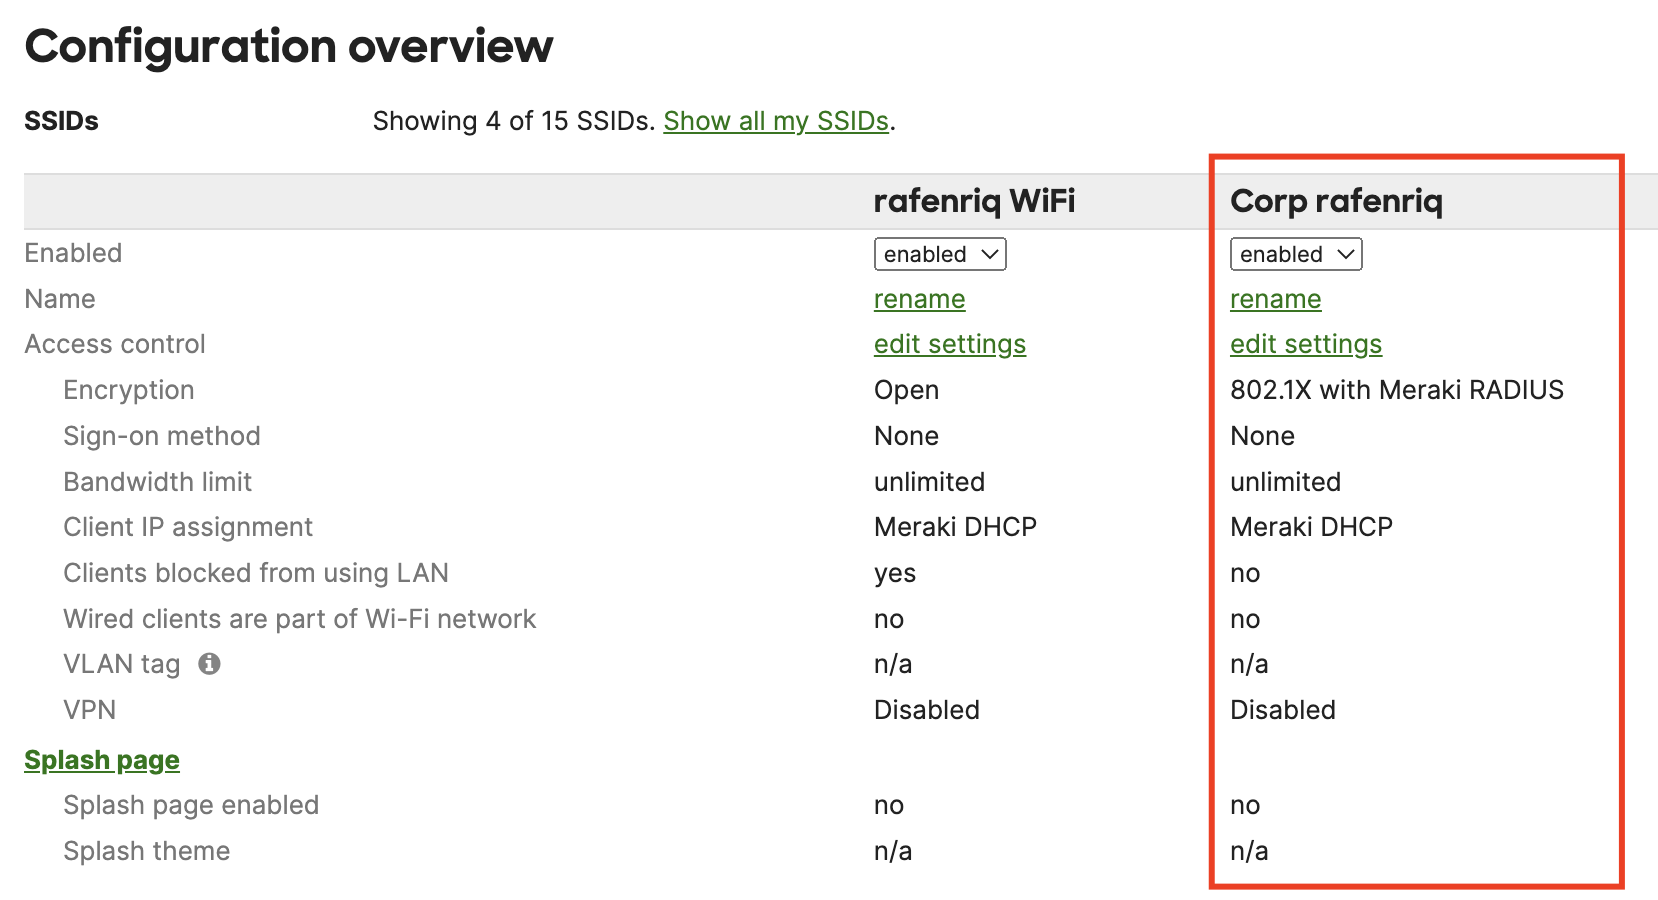 Configuration overview
SSIDs Showing 4 of 15 SSIDs. Show all my SSIDs.
rafenriq WiFi Corp rafenriq
Enabled enabled enabled
Name rename rename
Access control edit settings edit settings
Encryption Open 802.1X with Meraki RADIUS
Sign-on method None None
Bandwidth limit unlimited unlimited
Client IP assignment Meraki DHCP Meraki DHCP
Clients blocked from using LAN yes no
Wired clients are part of Wi-Fi network no no
VLAN tag n/a n/a
VPN Disabled Disabled
Splash page
Splash page enabled no no
Splash theme n/a n/a